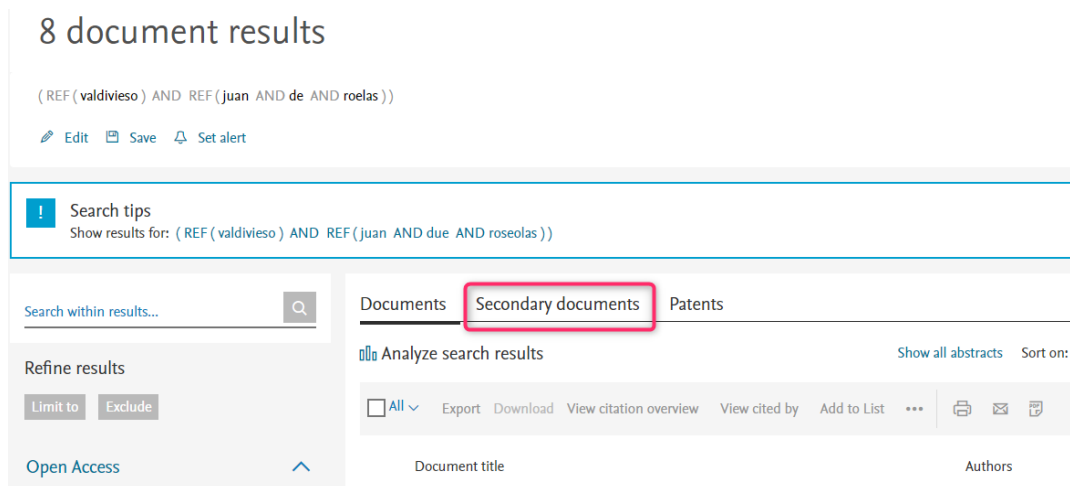 8 document results
( REF ( valdivieso ) AND REF ( juan AND de AND roelas ) )
Edit Save Set alert
! Search tips
Show results for: ( REF ( valdivieso ) AND REF ( juan AND due AND roseolas ) )
Search within results...
Refine results
Limit to Exclude
Open Access
Documents Secondary documents Patents
Analyze search results Show all abstracts Sort on:
All Export Download View citation overview View cited by Add to List ••• PDF
Document title Authors